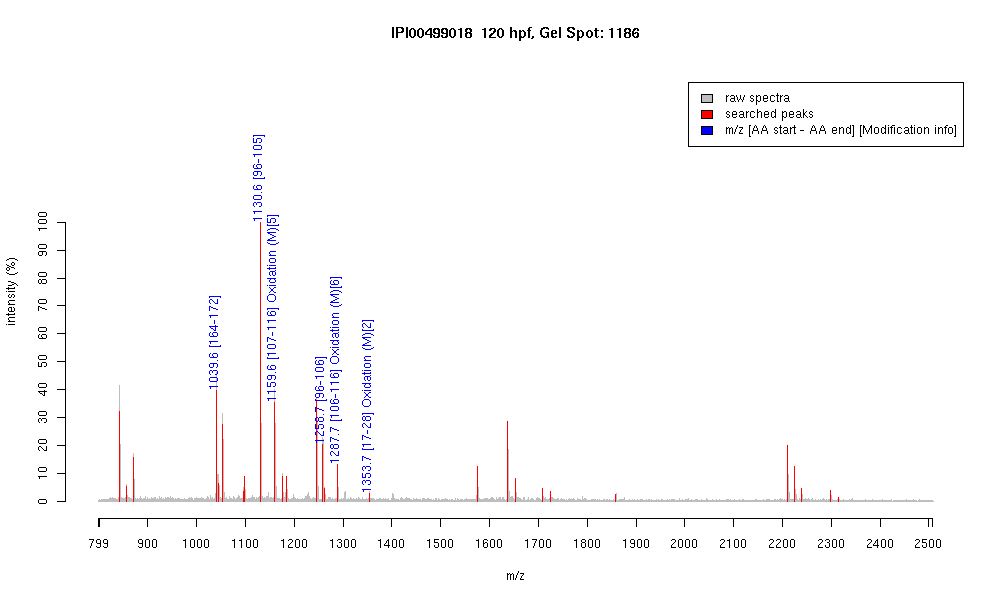 IPI00499018 120 hpf, Gel Spot: 1186
raw spectra
searched peaks
m/z [AA start - AA end] [Modification info]
intensity (%)
100
90
80
70
60
50
40
30
20
10
0
1039.6 [164-172]
1130.6 [96-105]
1159.6 [107-116] Oxidation (M)[5]
1258.7 [96-106]
1287.7 [106-116] Oxidation (M)[6]
1353.7 [17-28] Oxidation (M)[2]
799 900 1000 1100 1200 1300 1400 1500 1600 1700 1800 1900 2000 2100 2200 2300 2400 2500
m/z